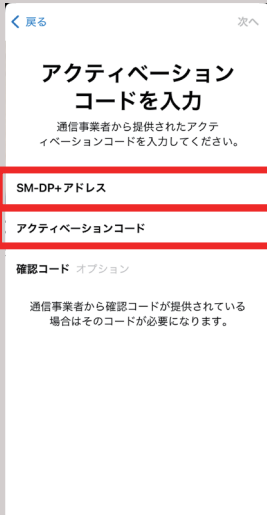 戻る
次へ
アクティベーション
コードを入力
通信事業者から提供されたアクテ
ィベーションコードを入力してください。
SM-DP+アドレス
アクティベーションコード
確認コード オプション
通信事業者から確認コードが提供されている
場合はそのコードが必要になります。